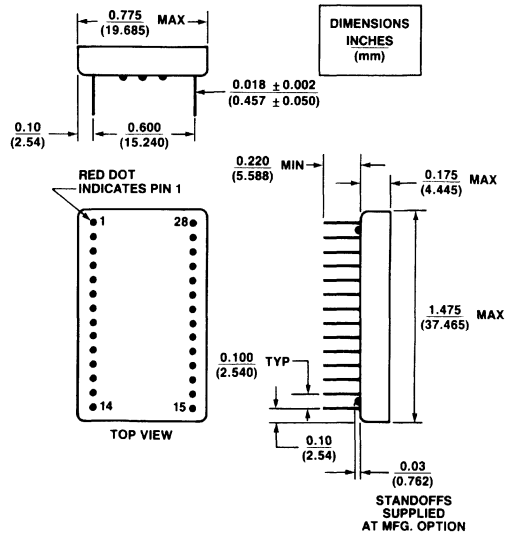 0.775
(19.685)
MAX
DIMENSIONS
INCHES
(mm)
0.018 ± 0.002
(0.457 ± 0.050)
0.10
(2.54)
0.600
(15.240)
RED DOT
INDICATES PIN 1
0.220
(5.588)
MIN
0.175
(4.445)
MAX
1
28
1.475
(37.465)
MAX
0.100
(2.540)
TYP
14
15
TOP VIEW
0.10
(2.54)
0.03
(0.762)
STANDOFFS
SUPPLIED
AT MFG. OPTION